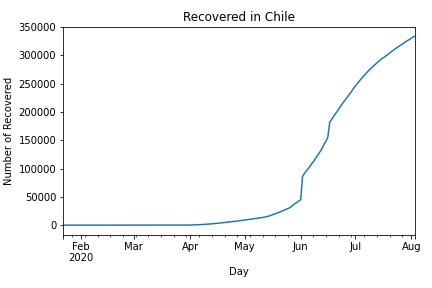 Recovered in Chile
350000
300000
250000
200000
150000
100000
50000
0
Number of Recovered
Feb Mar Apr May Jun Jul Aug
2020
Day